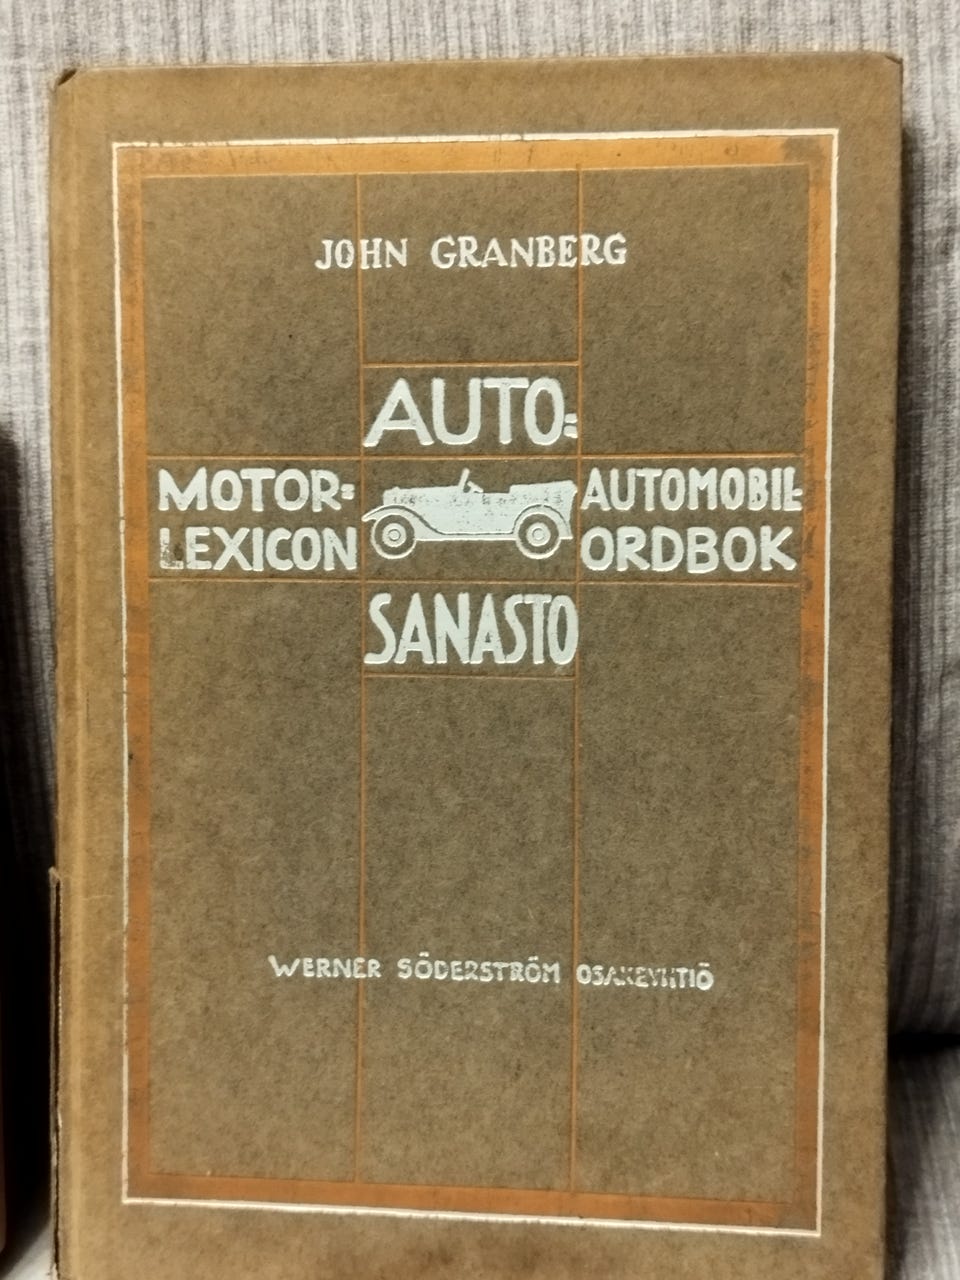 JOHN GRANBERG
AUTO=
MOTOR=
LEXICON
AUTOMOBIL=
ORDBOK
SANASTO
WERNER SÖDERSTRÖM OSAKEYHTIÖ